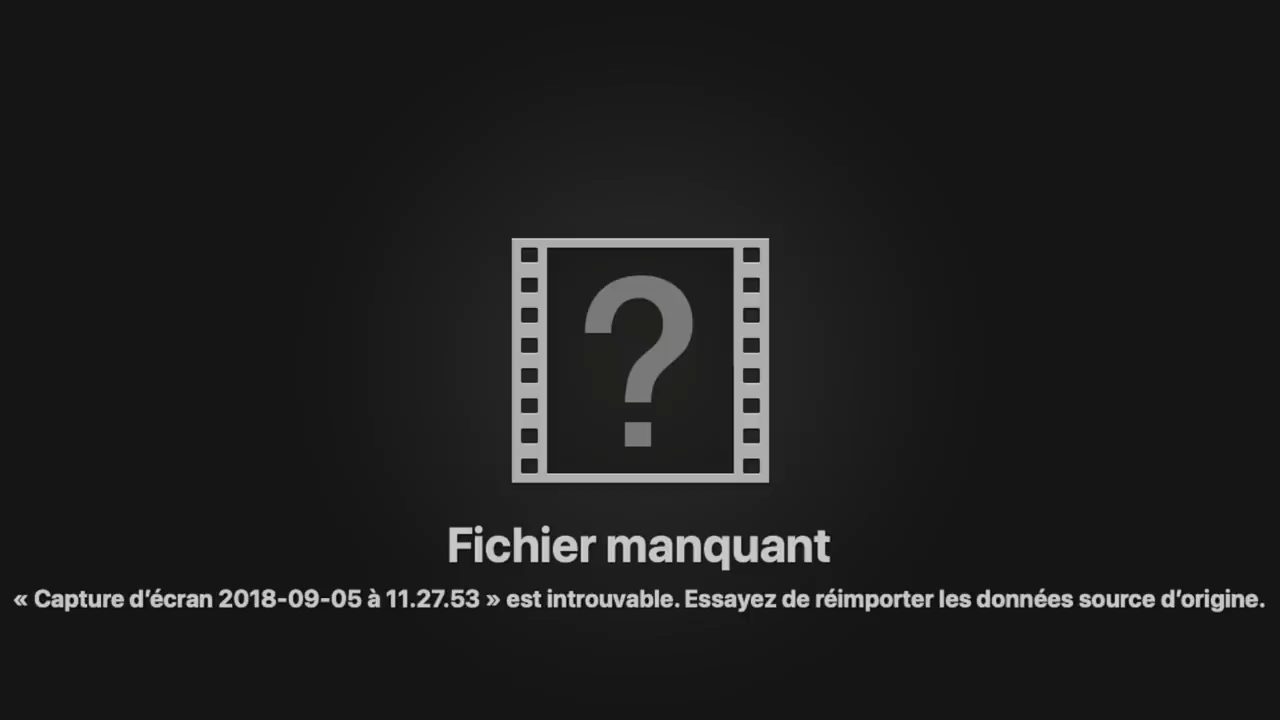 ?
Fichier manquant
« Capture d’écran 2018-09-05 à 11.27.53 » est introuvable. Essayez de réimporter les données source d’origine.